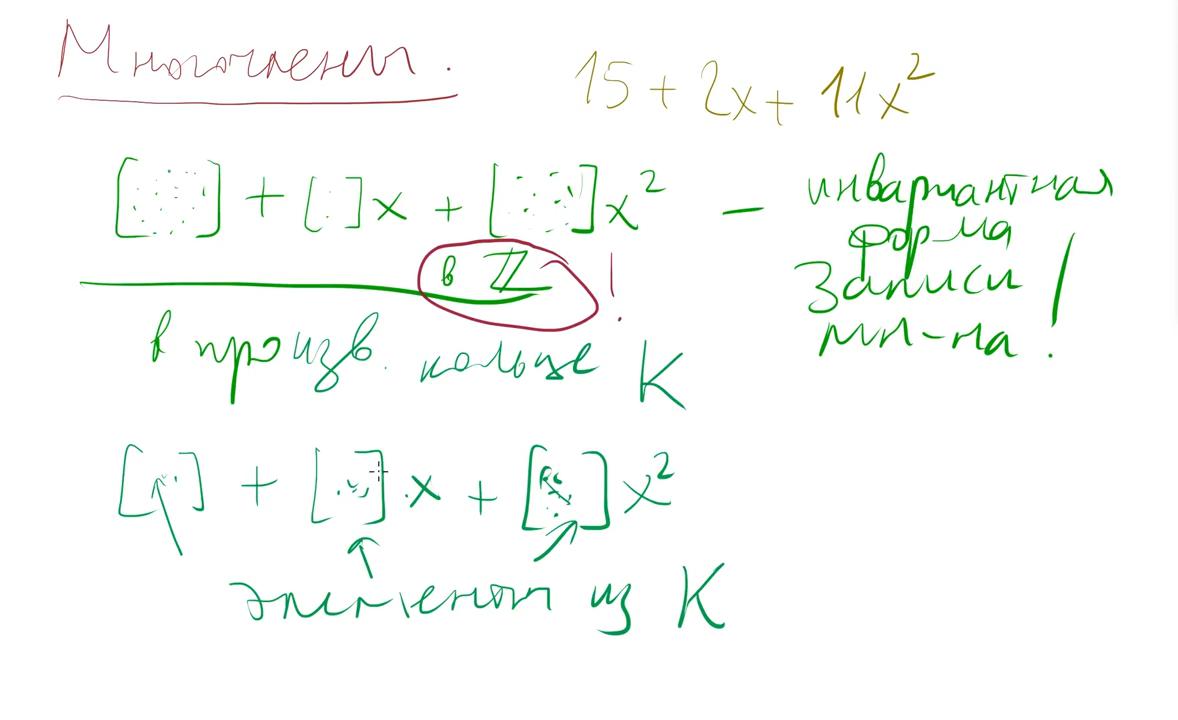 Многочлены.
15 + 2x + 11x²
[ ] + [ ]x + [ ]x² — инвариантная
форма
записи
мн-на!
в ℤ !
в произв. кольце K
[ ] + [ ]·x + [ ]x²
элементы из K